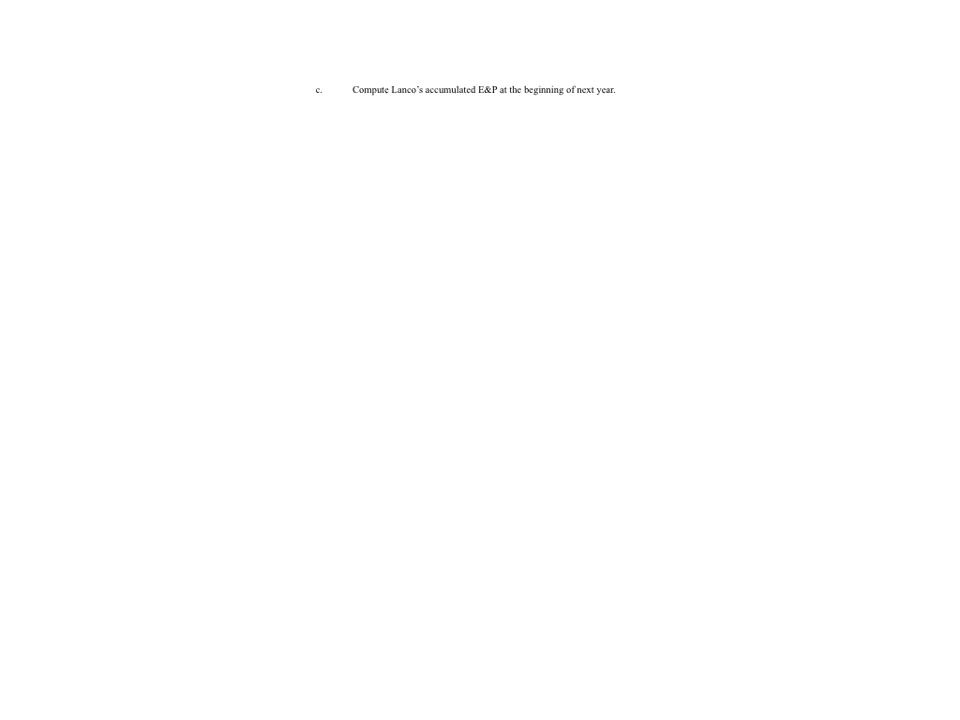 c. Compute Lanco’s accumulated E&P at the beginning of next year.